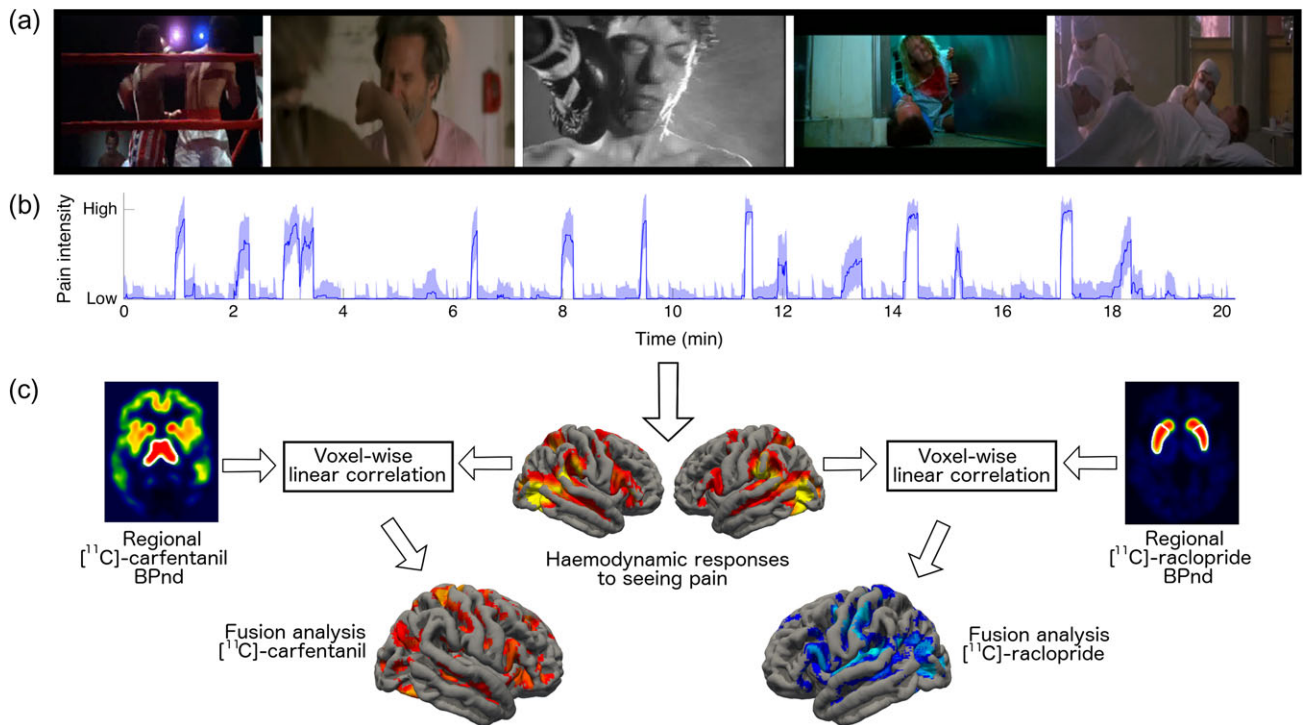 (a)
(b)
Pain intensity
High
Low
0 2 4 6 8 10 12 14 16 18 20
Time (min)
(c)
Regional
[¹¹C]-carfentanil
BPnd
Voxel-wise
linear correlation
Haemodynamic responses
to seeing pain
Voxel-wise
linear correlation
Regional
[¹¹C]-raclopride
BPnd
Fusion analysis
[¹¹C]-carfentanil
Fusion analysis
[¹¹C]-raclopride